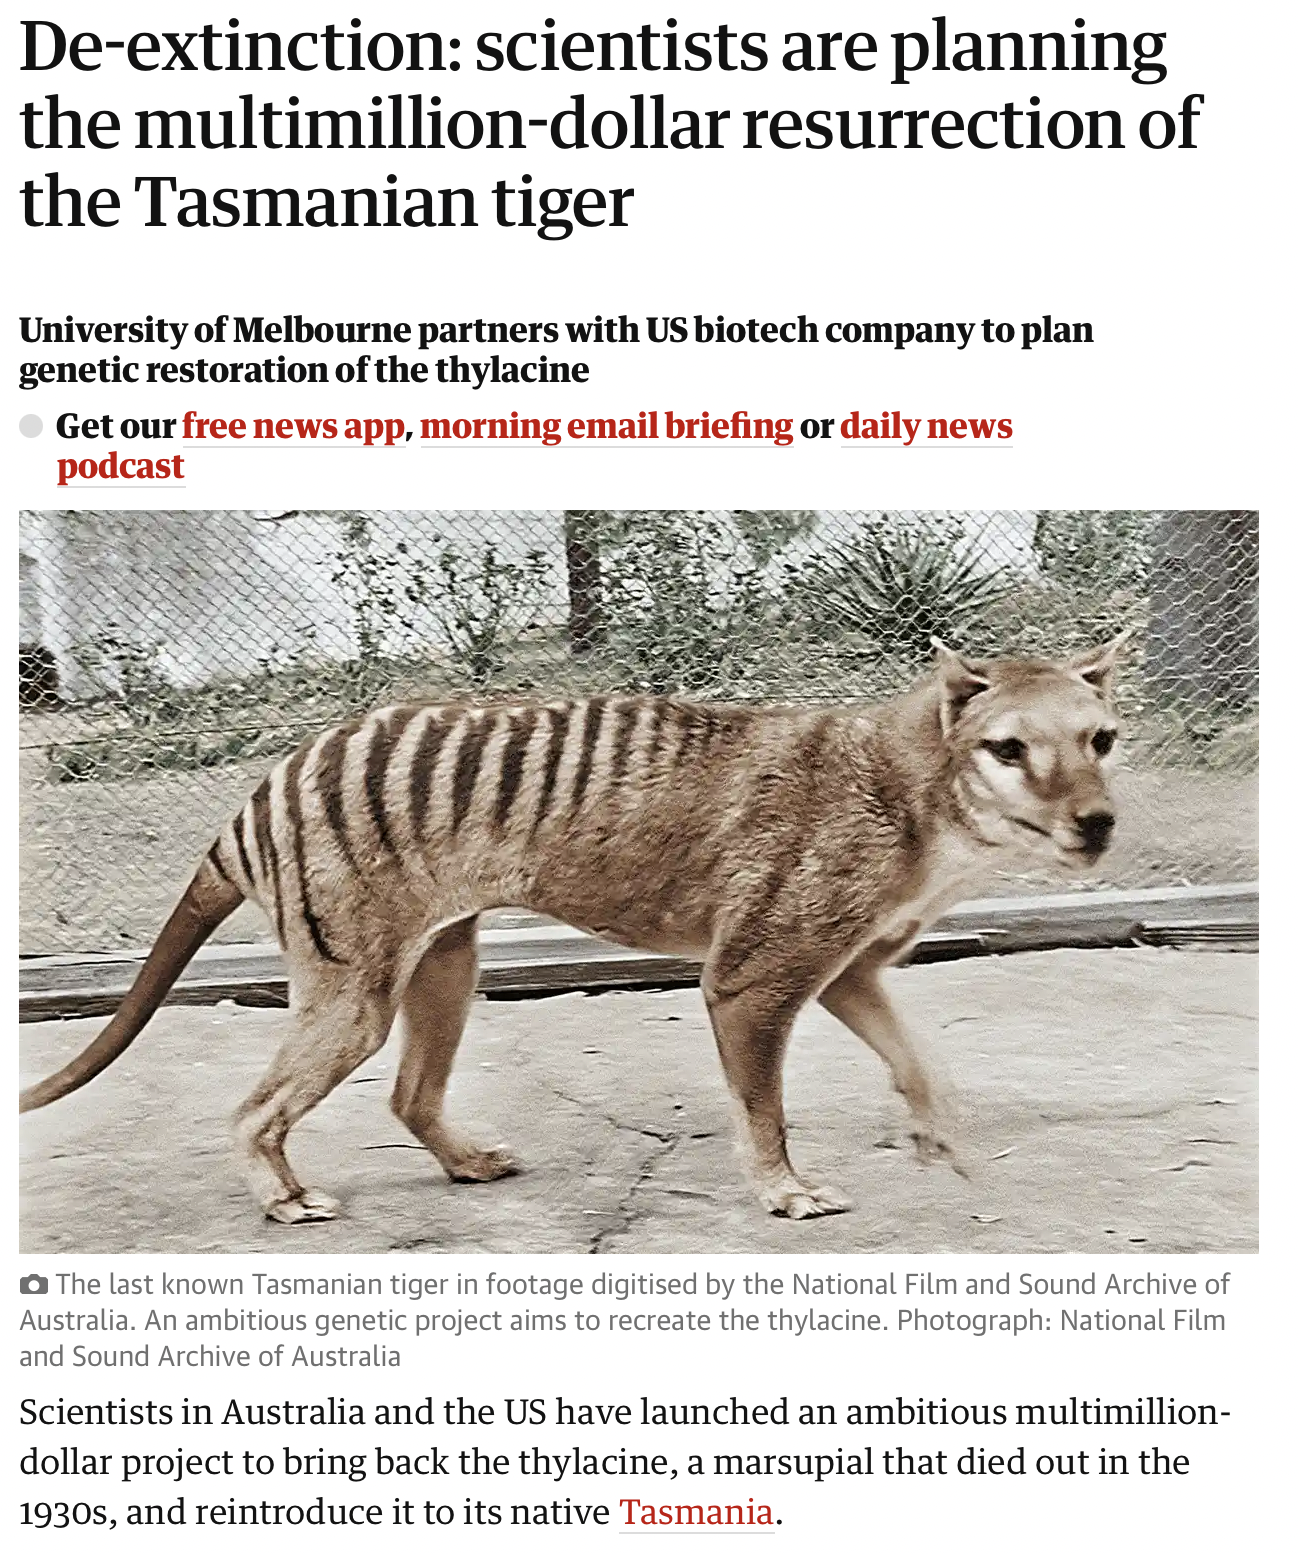 De-extinction: scientists are planning
the multimillion-dollar resurrection of
the Tasmanian tiger
University of Melbourne partners with US biotech company to plan
genetic restoration of the thylacine
Get our free news app, morning email briefing or daily news
podcast
The last known Tasmanian tiger in footage digitised by the National Film and Sound Archive of
Australia. An ambitious genetic project aims to recreate the thylacine. Photograph: National Film
and Sound Archive of Australia
Scientists in Australia and the US have launched an ambitious multimillion-
dollar project to bring back the thylacine, a marsupial that died out in the
1930s, and reintroduce it to its native Tasmania.